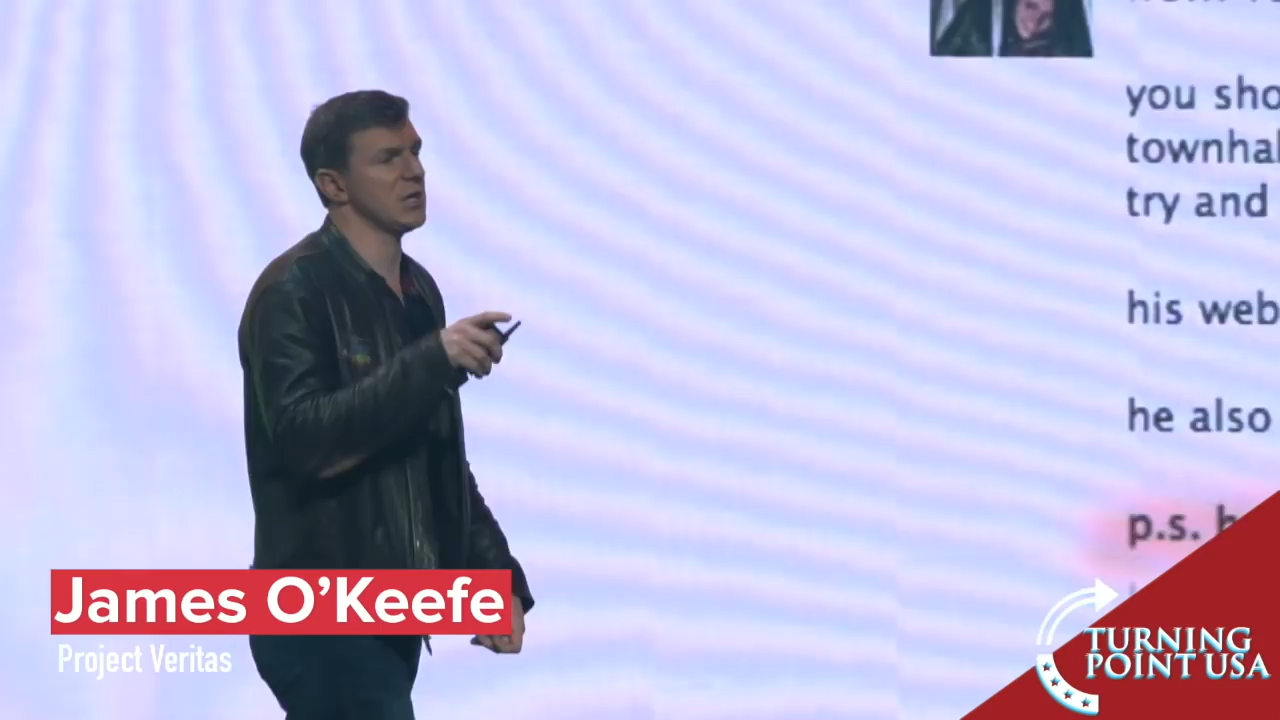 you sho
townhal
try and
his web
he also
p.s. h
James O'Keefe
Project Veritas
TURNING
POINT USA